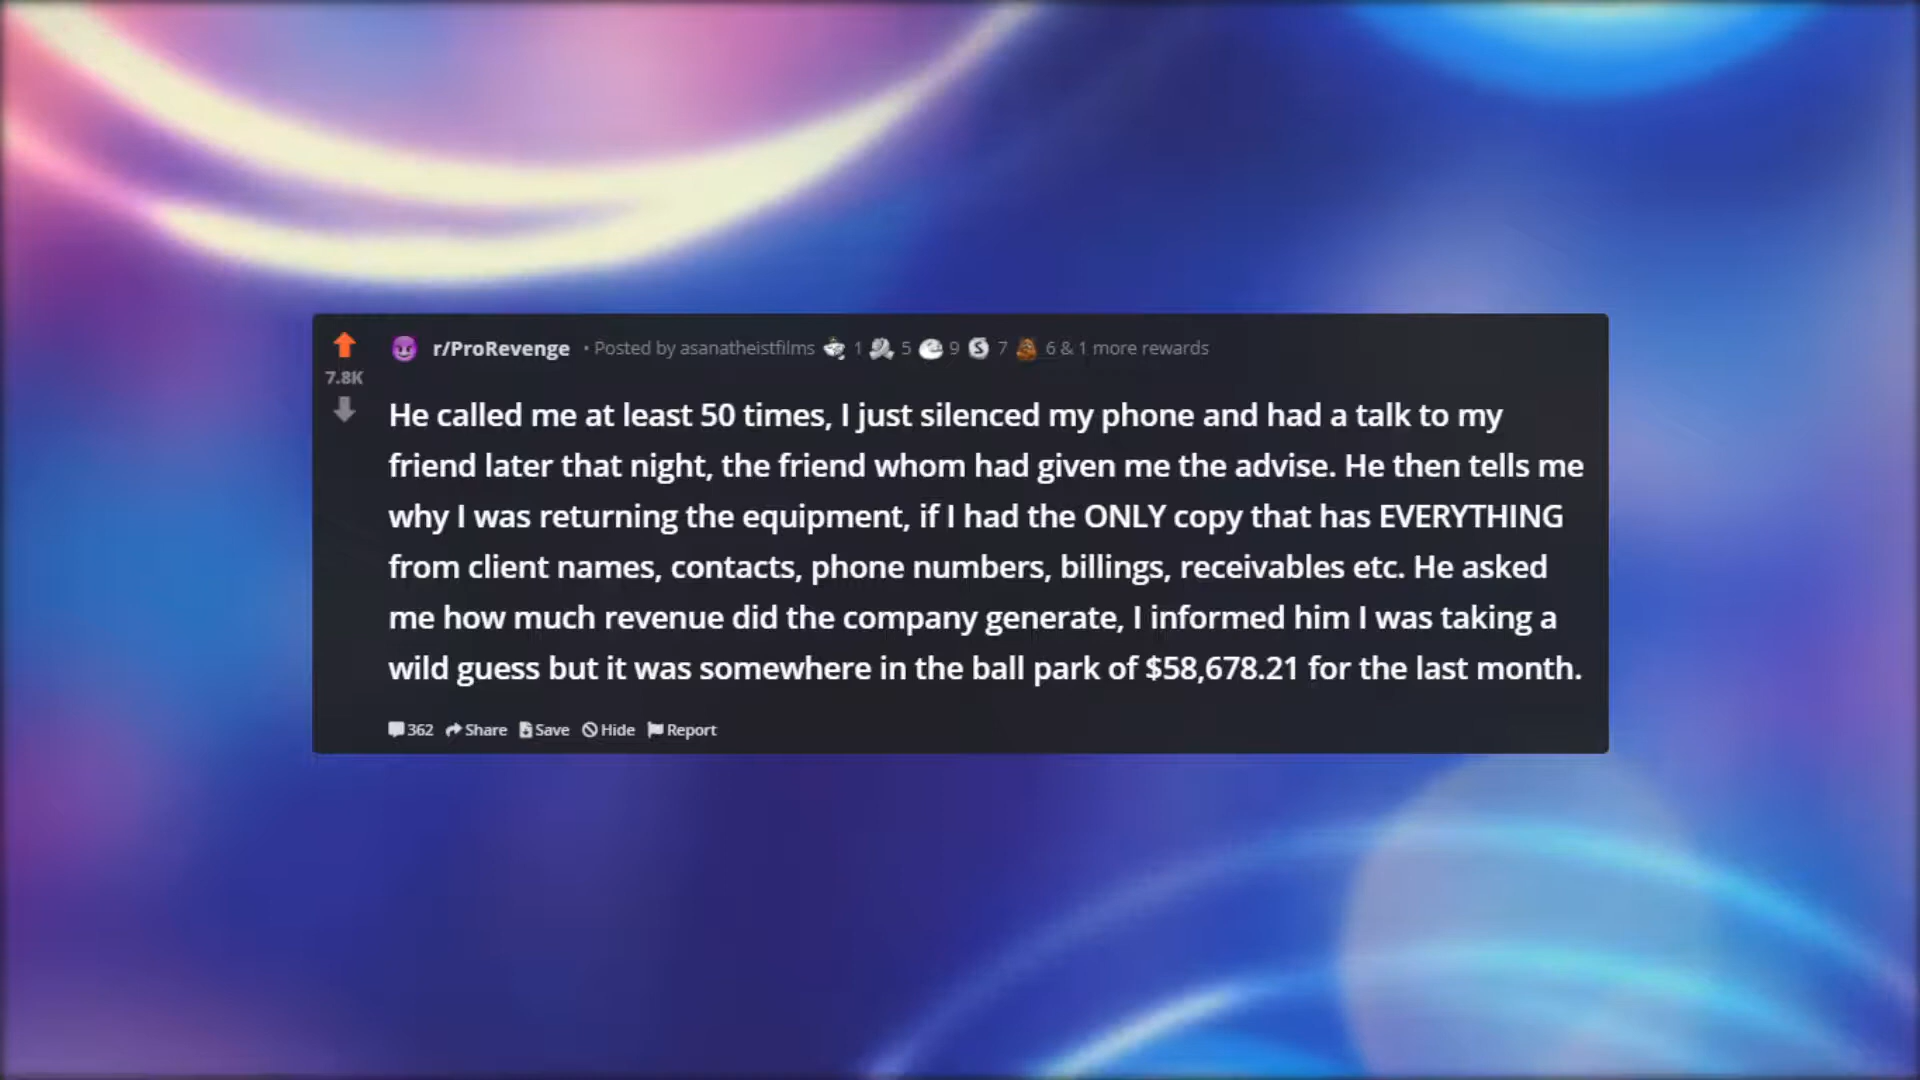 r/ProRevenge • Posted by asanatheistfilms 1 5 9 7 6 & 1 more rewards
7.8K
He called me at least 50 times, I just silenced my phone and had a talk to my
friend later that night, the friend whom had given me the advise. He then tells me
why I was returning the equipment, if I had the ONLY copy that has EVERYTHING
from client names, contacts, phone numbers, billings, receivables etc. He asked
me how much revenue did the company generate, I informed him I was taking a
wild guess but it was somewhere in the ball park of $58,678.21 for the last month.
362 Share Save Hide Report